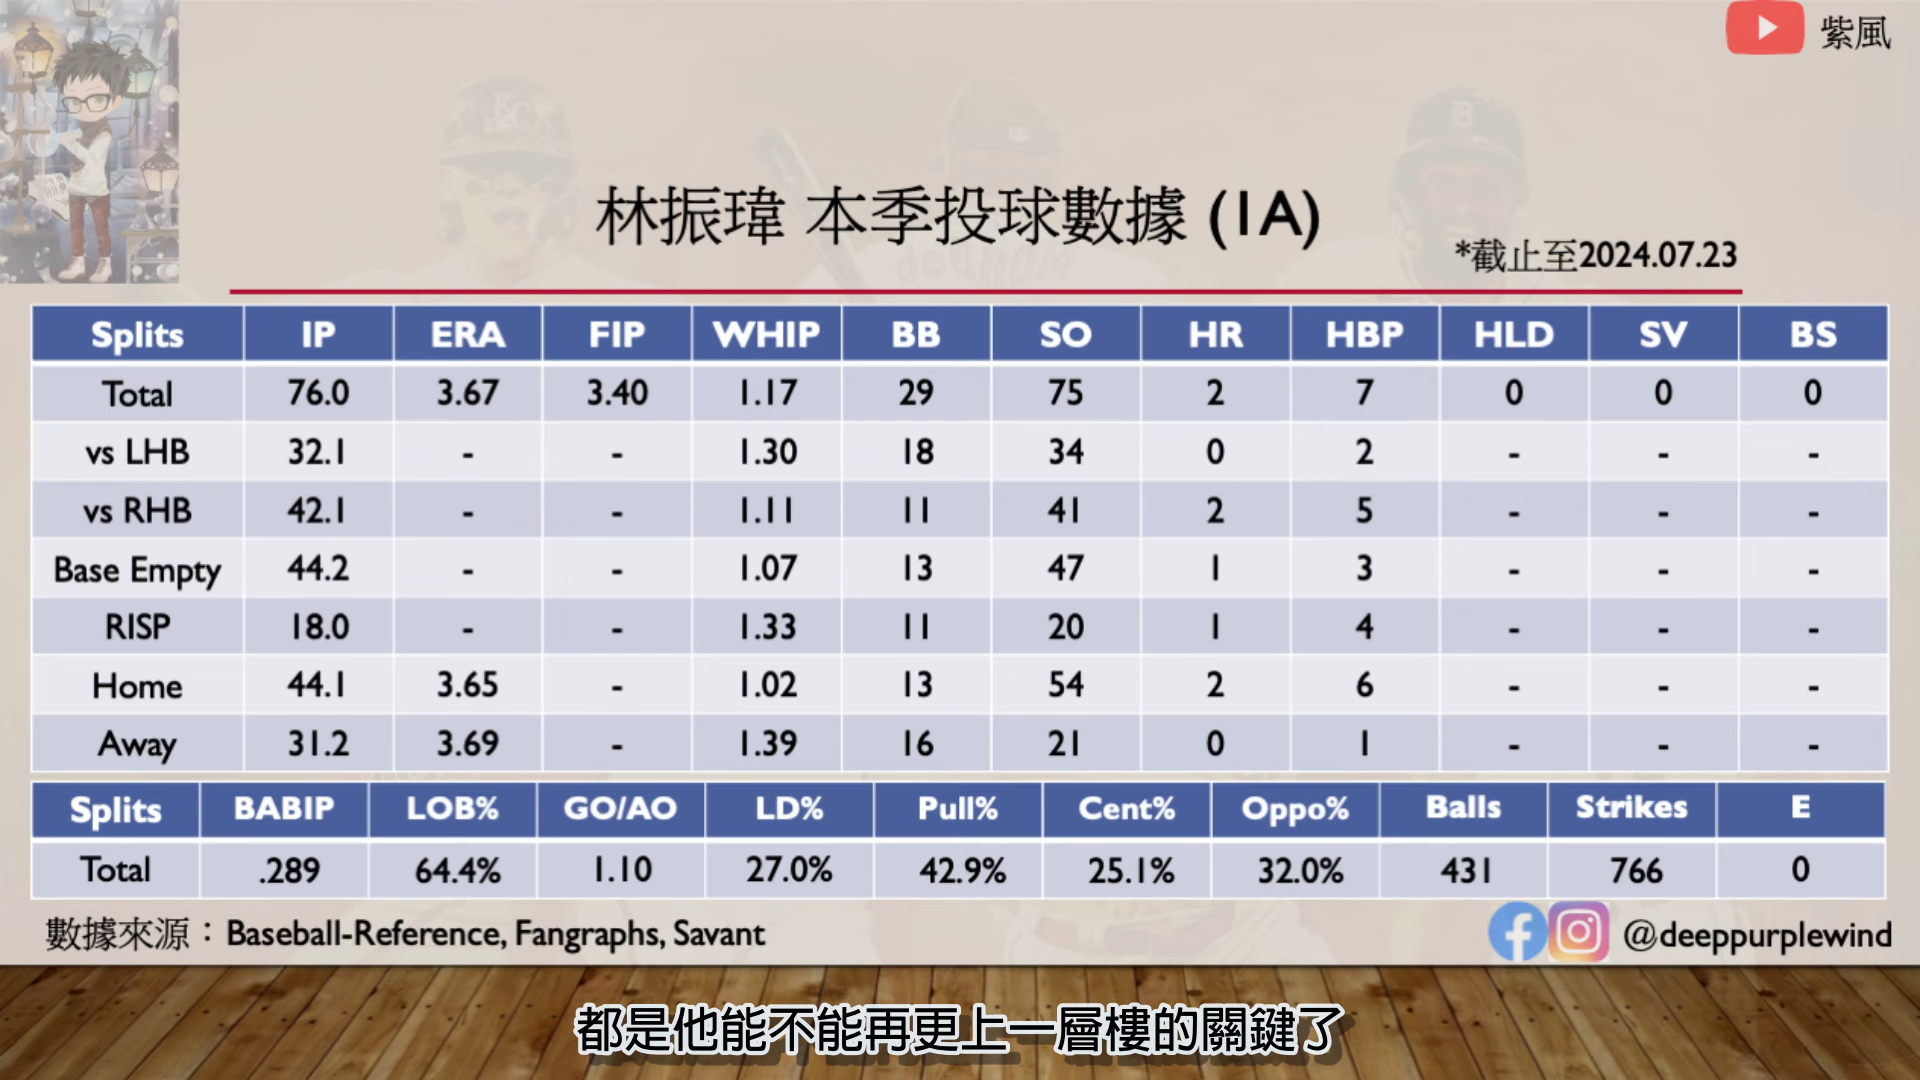 紫風
林振瑋 本季投球數據 (1A)
*截止至2024.07.23
Splits IP ERA FIP WHIP BB SO HR HBP HLD SV BS
Total 76.0 3.67 3.40 1.17 29 75 2 7 0 0 0
vs LHB 32.1 - - 1.30 18 34 0 2 - - -
vs RHB 42.1 - - 1.11 11 41 2 5 - - -
Base Empty 44.2 - - 1.07 13 47 1 3 - - -
RISP 18.0 - - 1.33 11 20 1 4 - - -
Home 44.1 3.65 - 1.02 13 54 2 6 - - -
Away 31.2 3.69 - 1.39 16 21 0 1 - - -
Splits BABIP LOB% GO/AO LD% Pull% Cent% Oppo% Balls Strikes E
Total .289 64.4% 1.10 27.0% 42.9% 25.1% 32.0% 431 766 0
數據來源：Baseball-Reference, Fangraphs, Savant
@deeppurplewind
都是他能不能再更上一層樓的關鍵了